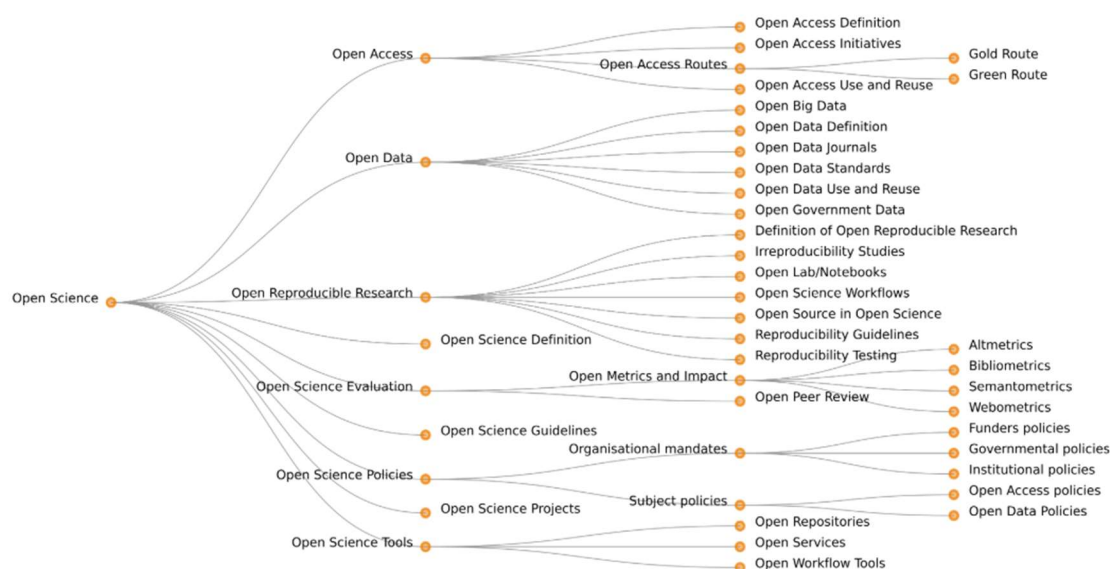 Open Science
Open Access
Open Access Definition
Open Access Initiatives
Open Access Routes
Gold Route
Green Route
Open Access Use and Reuse
Open Data
Open Big Data
Open Data Definition
Open Data Journals
Open Data Standards
Open Data Use and Reuse
Open Government Data
Open Reproducible Research
Definition of Open Reproducible Research
Irreproducibility Studies
Open Lab/Notebooks
Open Science Workflows
Open Source in Open Science
Reproducibility Guidelines
Reproducibility Testing
Open Science Definition
Open Science Evaluation
Open Metrics and Impact
Altmetrics
Bibliometrics
Semantometrics
Webometrics
Open Peer Review
Open Science Guidelines
Open Science Policies
Organisational mandates
Funders policies
Governmental policies
Institutional policies
Subject policies
Open Access policies
Open Data Policies
Open Science Projects
Open Science Tools
Open Repositories
Open Services
Open Workflow Tools